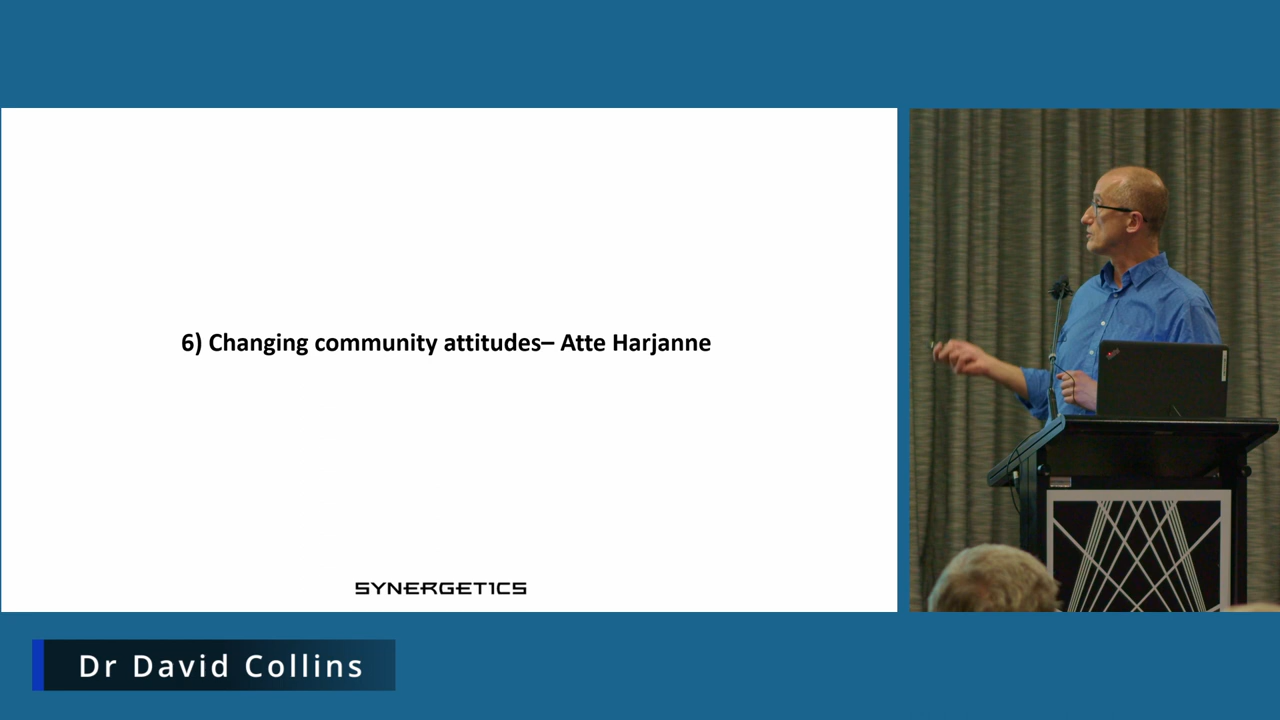 6) Changing community attitudes– Atte Harjanne
SYNERGETICS
Dr David Collins